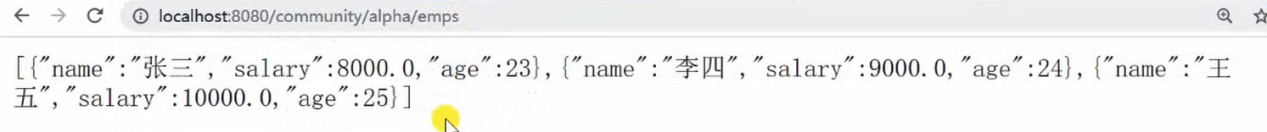 localhost:8080/community/alpha/emps
[{"name":"张三","salary":8000.0,"age":23},{"name":"李四","salary":9000.0,"age":24},{"name":"王
五","salary":10000.0,"age":25}]